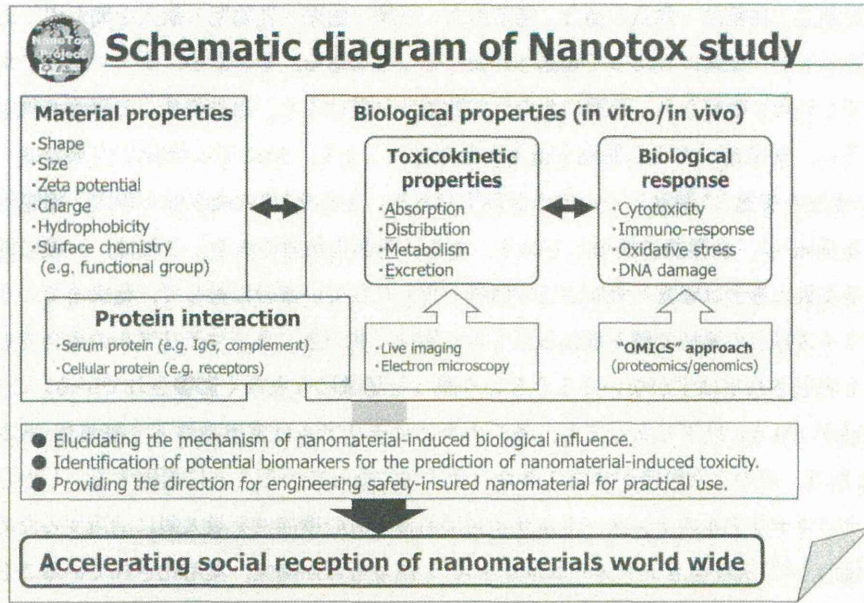 NanoTox
Project
Schematic diagram of Nanotox study
Material properties
・Shape
・Size
・Zeta potential
・Charge
・Hydrophobicity
・Surface chemistry
(e.g. functional group)
Biological properties (in vitro/in vivo)
Toxicokinetic
properties
・Absorption
・Distribution
・Metabolism
・Excretion
Biological
response
・Cytotoxicity
・Immuno-response
・Oxidative stress
・DNA damage
Protein interaction
・Serum protein (e.g. IgG, complement)
・Cellular protein (e.g. receptors)
・Live imaging
・Electron microscopy
"OMICS" approach
(proteomics/genomics)
● Elucidating the mechanism of nanomaterial-induced biological influence.
● Identification of potential biomarkers for the prediction of nanomaterial-induced toxicity.
● Providing the direction for engineering safety-insured nanomaterial for practical use.
Accelerating social reception of nanomaterials world wide